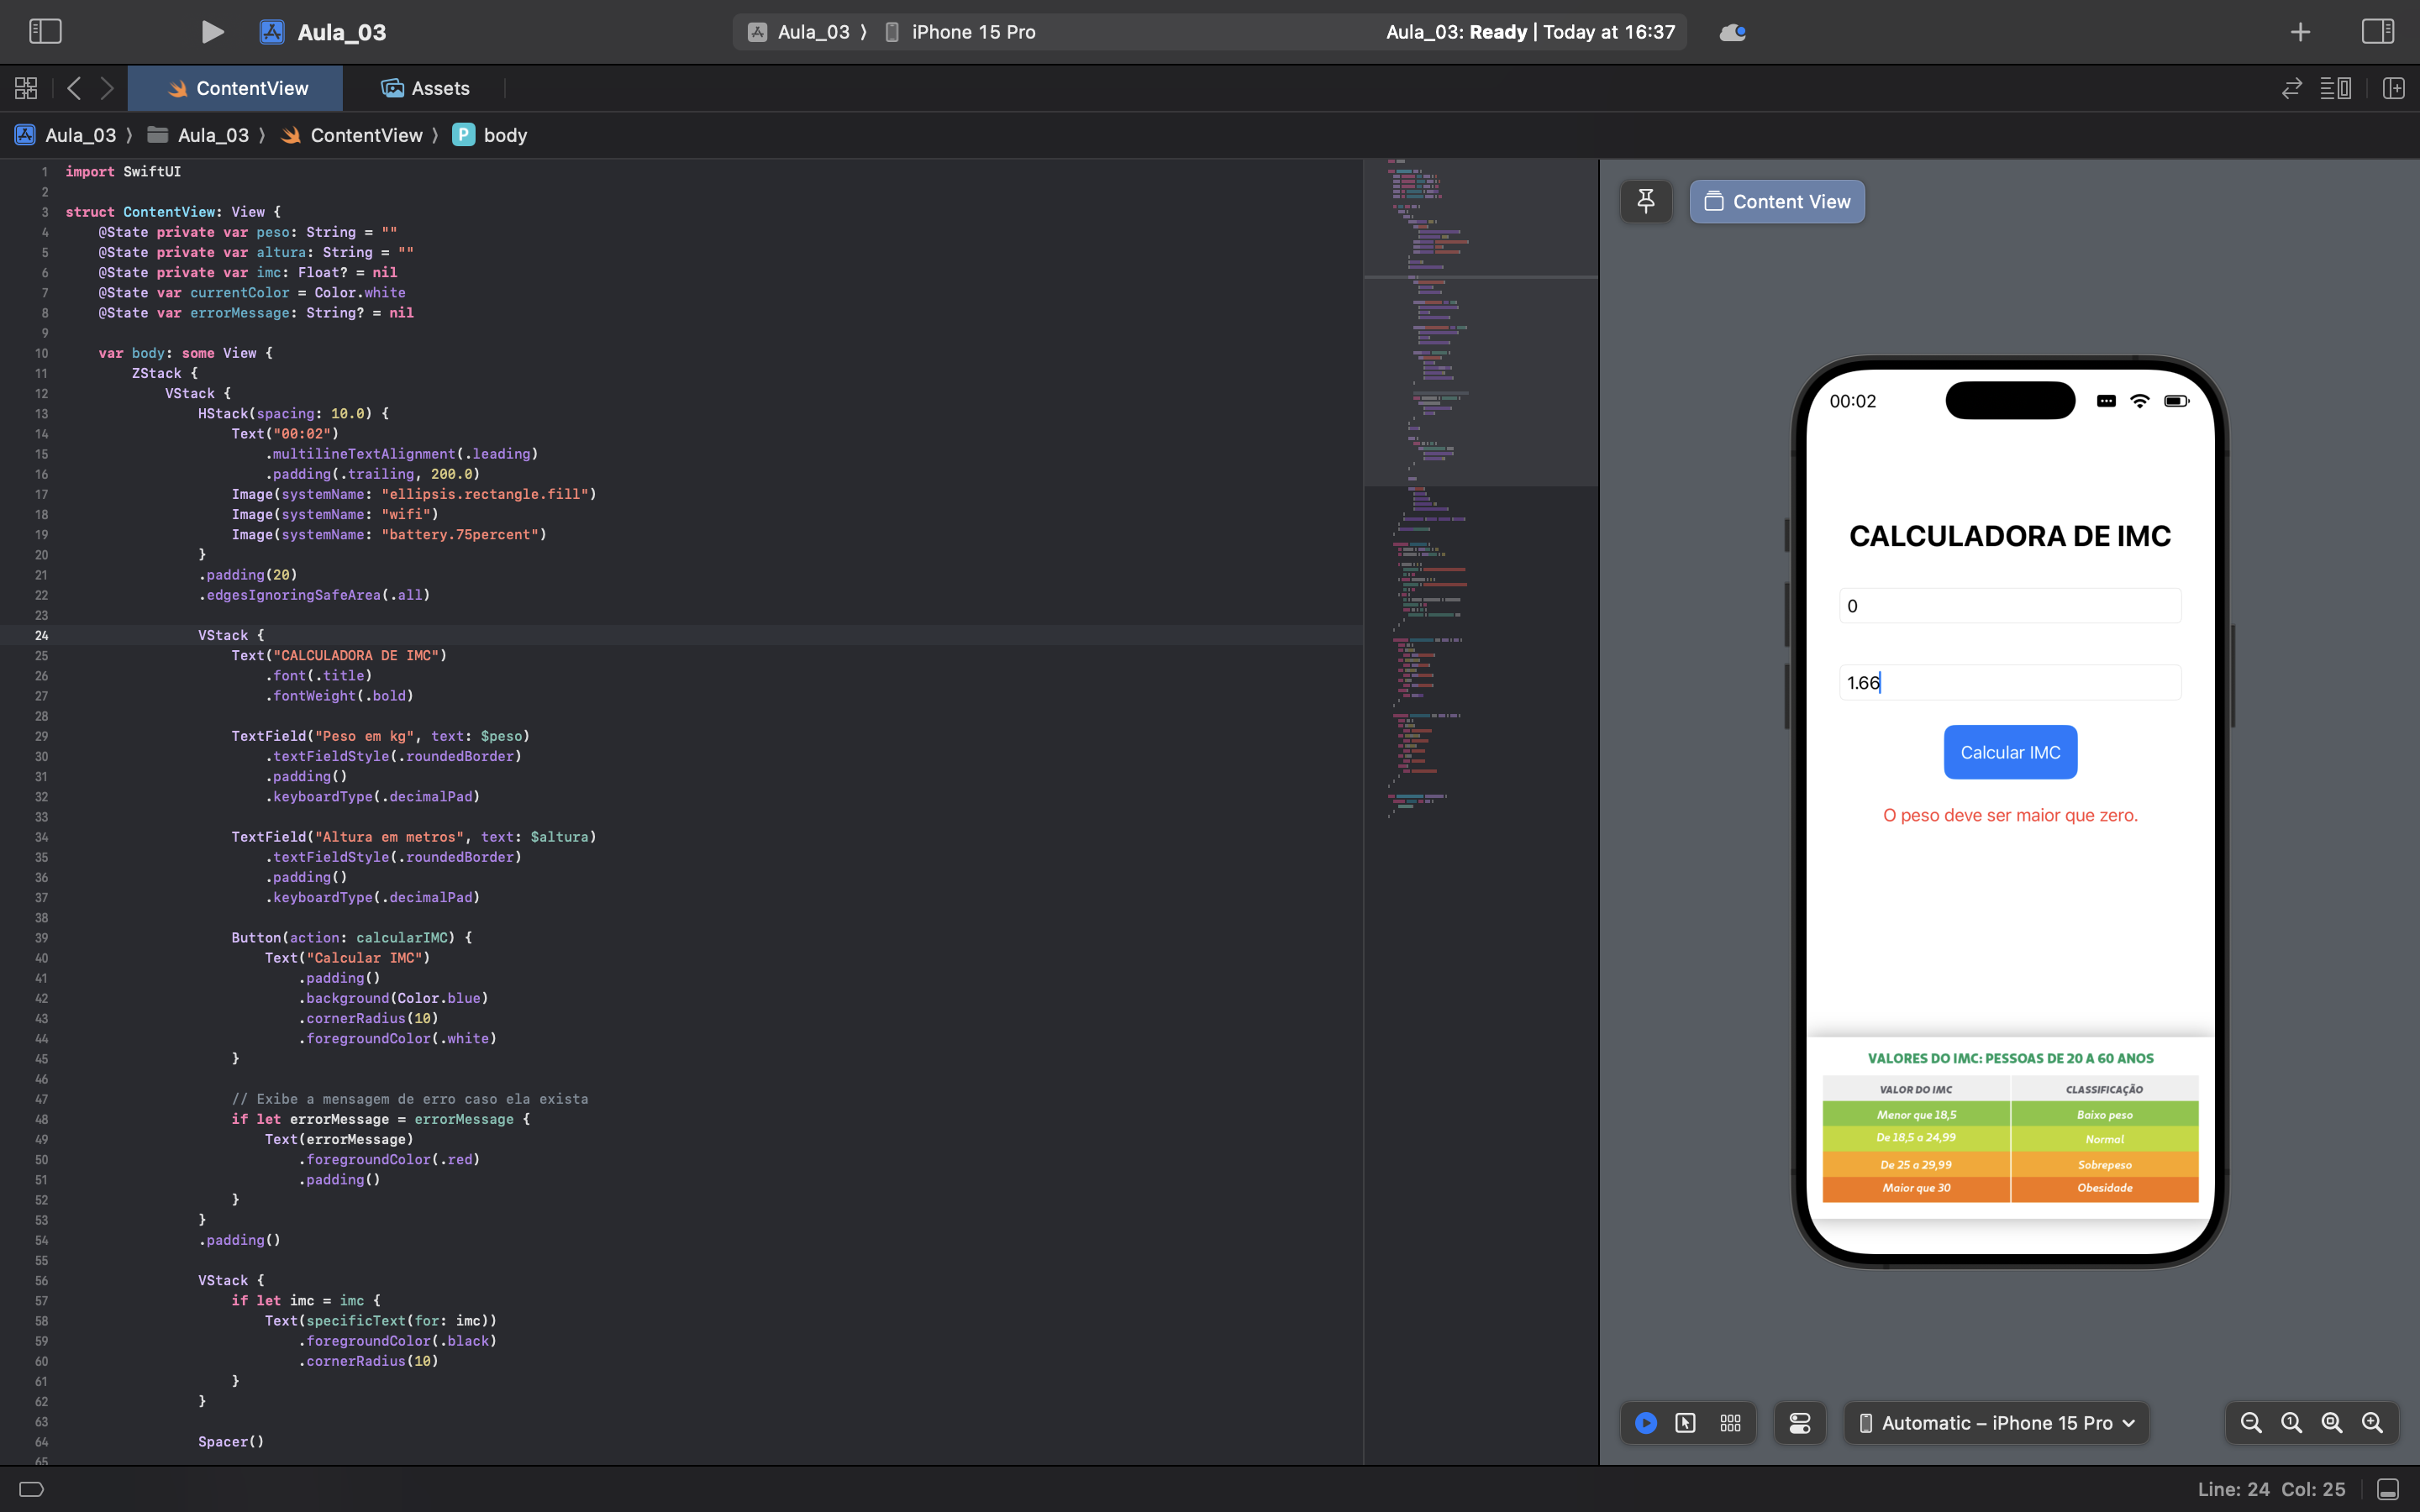 Aula_03
Aula_03 〉 iPhone 15 Pro
Aula_03: Ready | Today at 16:37
ContentView
Assets
Aula_03 〉 Aula_03 〉 ContentView 〉 P body
1 import SwiftUI
2
3 struct ContentView: View {
4 @State private var peso: String = ""
5 @State private var altura: String = ""
6 @State private var imc: Float? = nil
7 @State var currentColor = Color.white
8 @State var errorMessage: String? = nil
9
10 var body: some View {
11 ZStack {
12 VStack {
13 HStack(spacing: 10.0) {
14 Text("00:02")
15 .multilineTextAlignment(.leading)
16 .padding(.trailing, 200.0)
17 Image(systemName: "ellipsis.rectangle.fill")
18 Image(systemName: "wifi")
19 Image(systemName: "battery.75percent")
20 }
21 .padding(20)
22 .edgesIgnoringSafeArea(.all)
23
24 VStack {
25 Text("CALCULADORA DE IMC")
26 .font(.title)
27 .fontWeight(.bold)
28
29 TextField("Peso em kg", text: $peso)
30 .textFieldStyle(.roundedBorder)
31 .padding()
32 .keyboardType(.decimalPad)
33
34 TextField("Altura em metros", text: $altura)
35 .textFieldStyle(.roundedBorder)
36 .padding()
37 .keyboardType(.decimalPad)
38
39 Button(action: calcularIMC) {
40 Text("Calcular IMC")
41 .padding()
42 .background(Color.blue)
43 .cornerRadius(10)
44 .foregroundColor(.white)
45 }
46
47 // Exibe a mensagem de erro caso ela exista
48 if let errorMessage = errorMessage {
49 Text(errorMessage)
50 .foregroundColor(.red)
51 .padding()
52 }
53 }
54 .padding()
55
56 VStack {
57 if let imc = imc {
58 Text(specificText(for: imc))
59 .foregroundColor(.black)
60 .cornerRadius(10)
61 }
62 }
63
64 Spacer()
65
Content View
00:02
CALCULADORA DE IMC
0
1.66
Calcular IMC
O peso deve ser maior que zero.
VALORES DO IMC: PESSOAS DE 20 A 60 ANOS
VALOR DO IMC CLASSIFICAÇÃO
Menor que 18,5 Baixo peso
De 18,5 a 24,99 Normal
De 25 a 29,99 Sobrepeso
Maior que 30 Obesidade
Automatic – iPhone 15 Pro
Line: 24 Col: 25